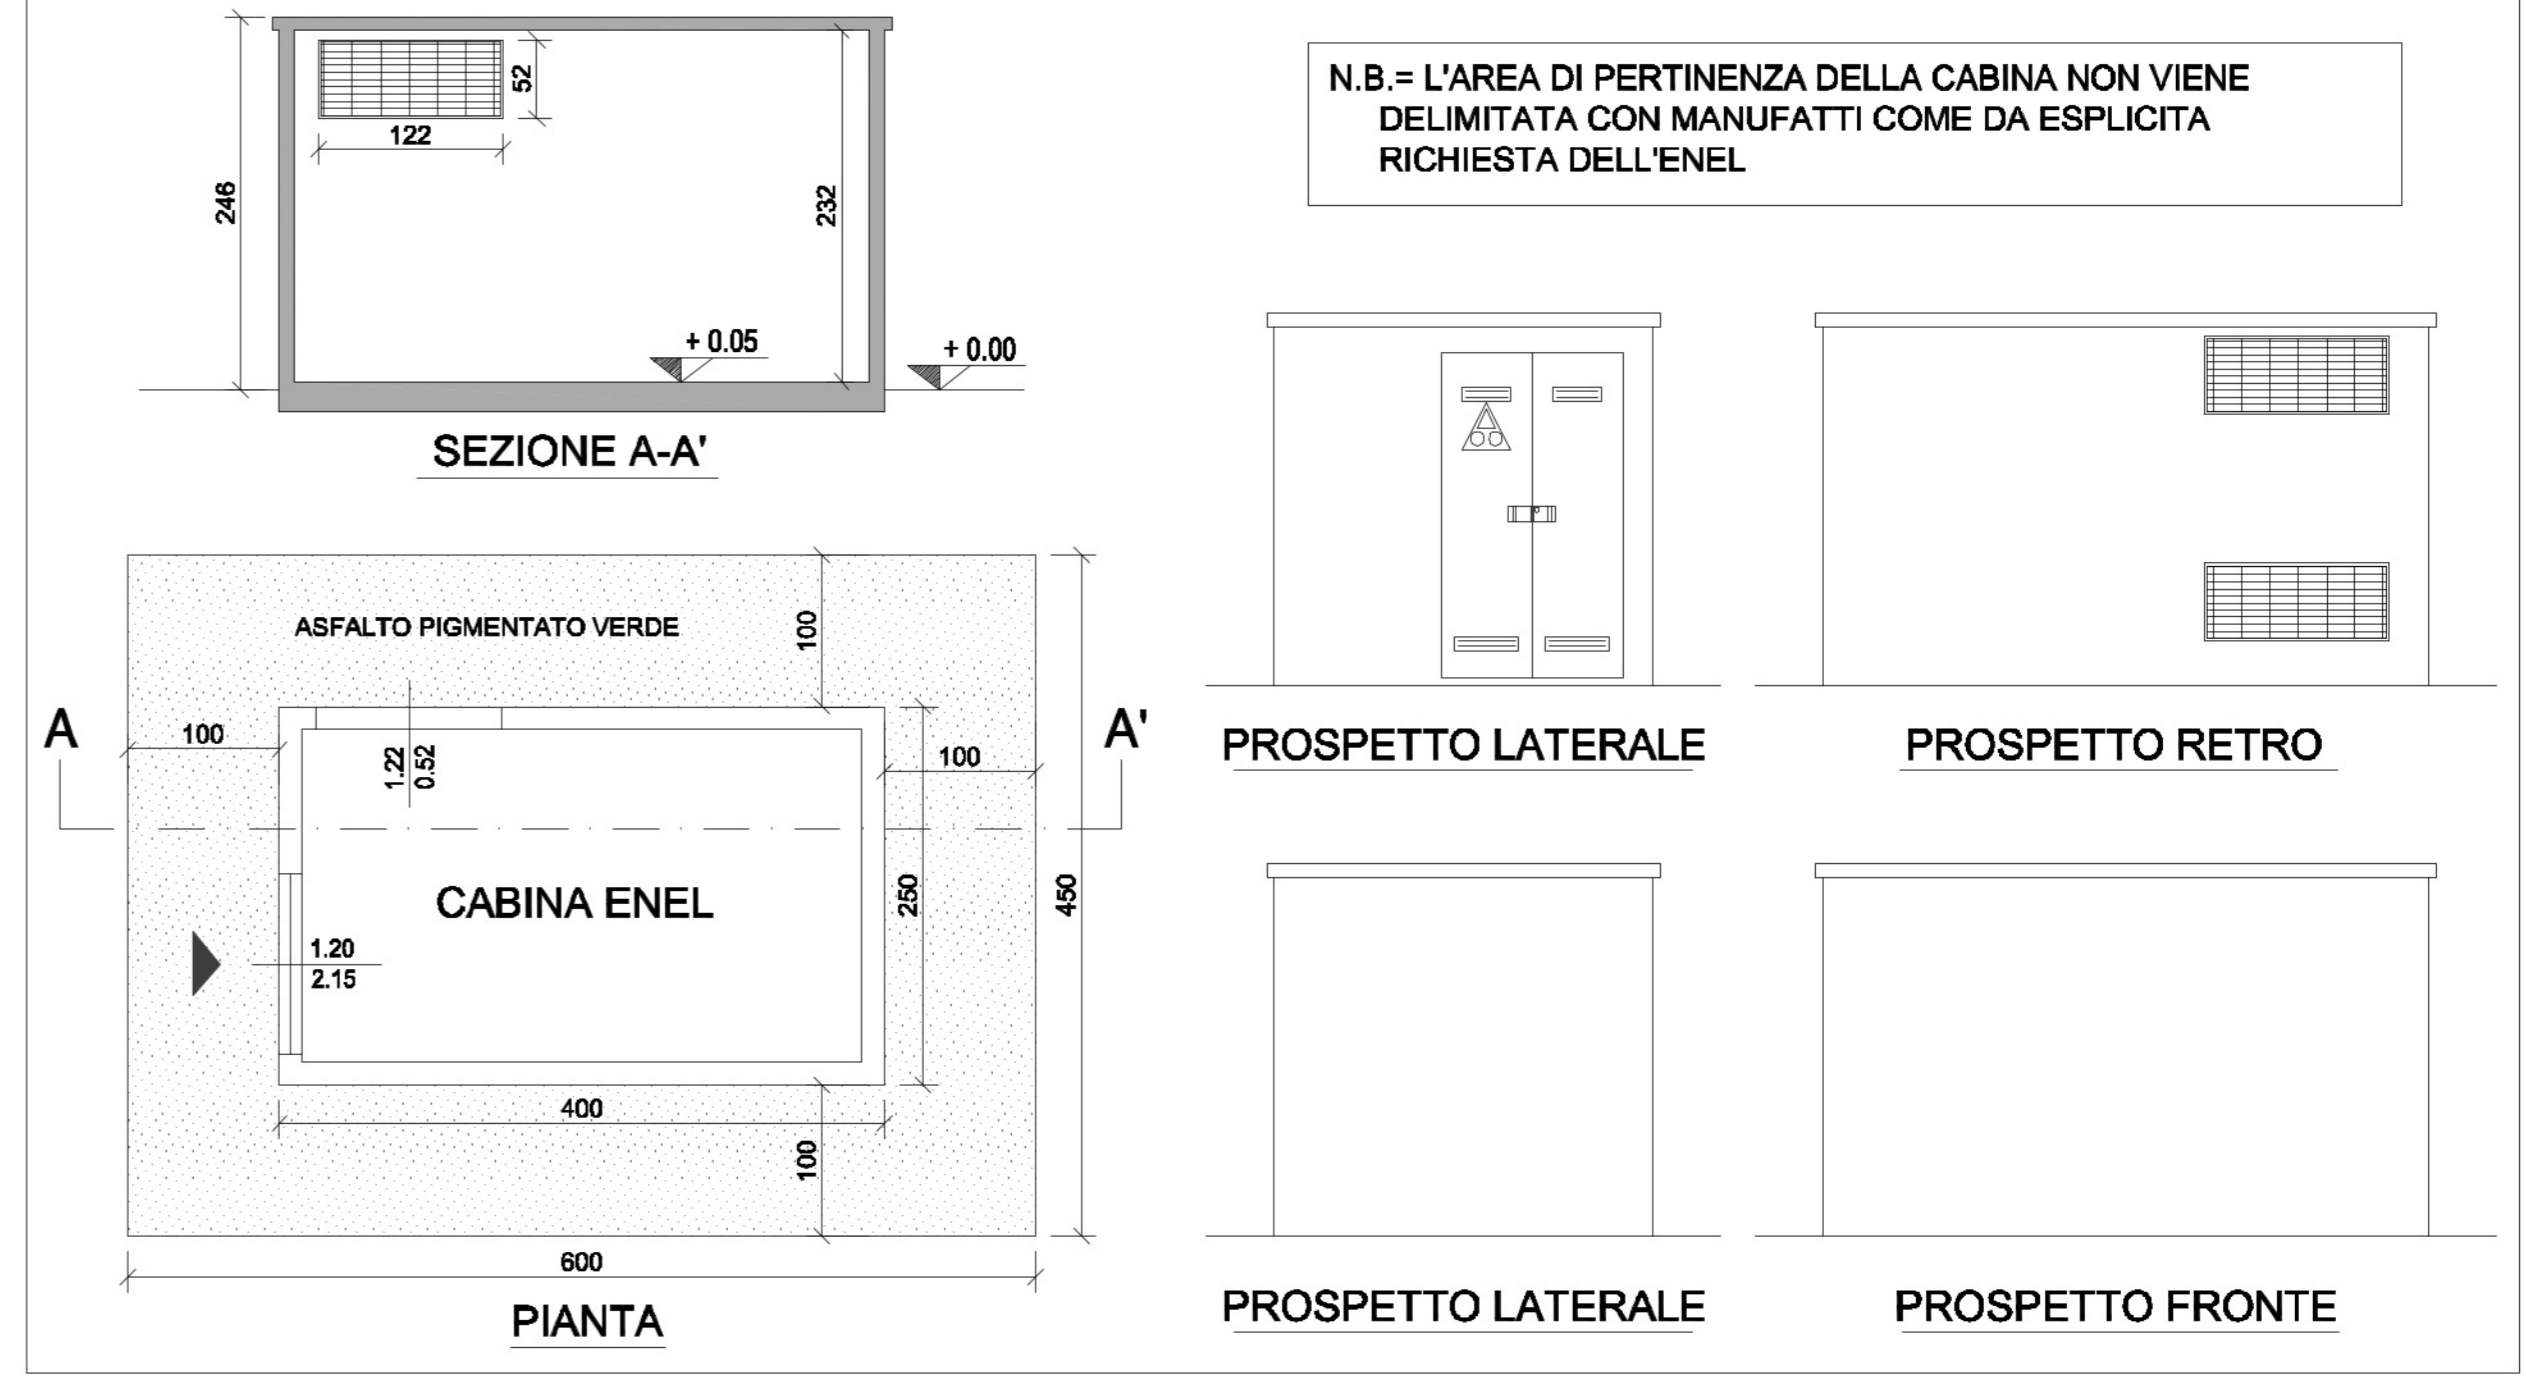 52
122
246
232
+ 0.05
+ 0.00
SEZIONE A-A'
N.B.= L'AREA DI PERTINENZA DELLA CABINA NON VIENE
DELIMITATA CON MANUFATTI COME DA ESPLICITA
RICHIESTA DELL'ENEL
ASFALTO PIGMENTATO VERDE
100
A
100
1.22
0.52
100
A'
CABINA ENEL
250
450
1.20
2.15
400
100
600
PIANTA
PROSPETTO LATERALE
PROSPETTO RETRO
PROSPETTO LATERALE
PROSPETTO FRONTE